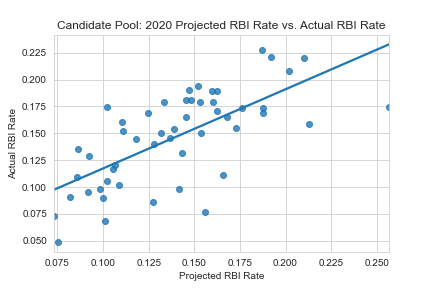 Candidate Pool: 2020 Projected RBI Rate vs. Actual RBI Rate
Actual RBI Rate
0.225
0.200
0.175
0.150
0.125
0.100
0.075
0.050
0.075 0.100 0.125 0.150 0.175 0.200 0.225 0.250
Projected RBI Rate